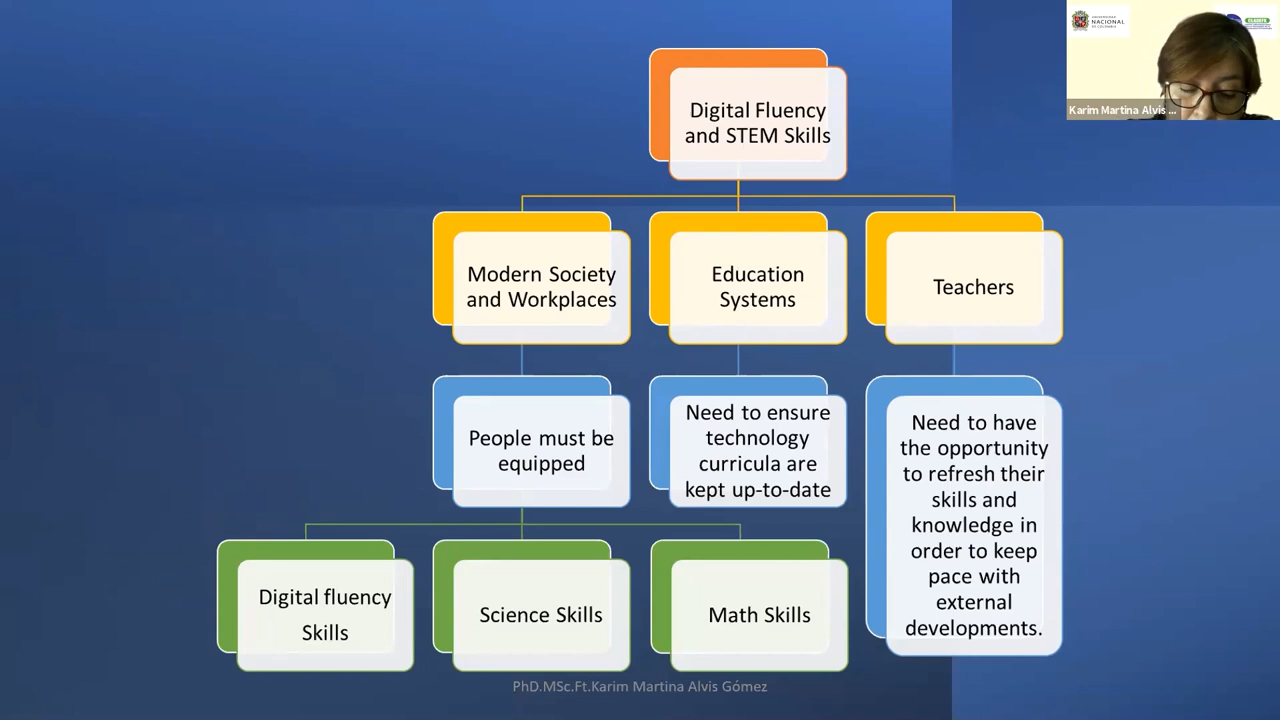 UNIVERSIDAD
NACIONAL
DE COLOMBIA
Karim Martina Alvis ...
Digital Fluency
and STEM Skills
Modern Society
and Workplaces
Education
Systems
Teachers
People must be
equipped
Need to ensure
technology
curricula are
kept up-to-date
Need to have
the opportunity
to refresh their
skills and
knowledge in
order to keep
pace with
external
developments.
Digital fluency
Skills
Science Skills
Math Skills
PhD.MSc.Ft.Karim Martina Alvis Gómez